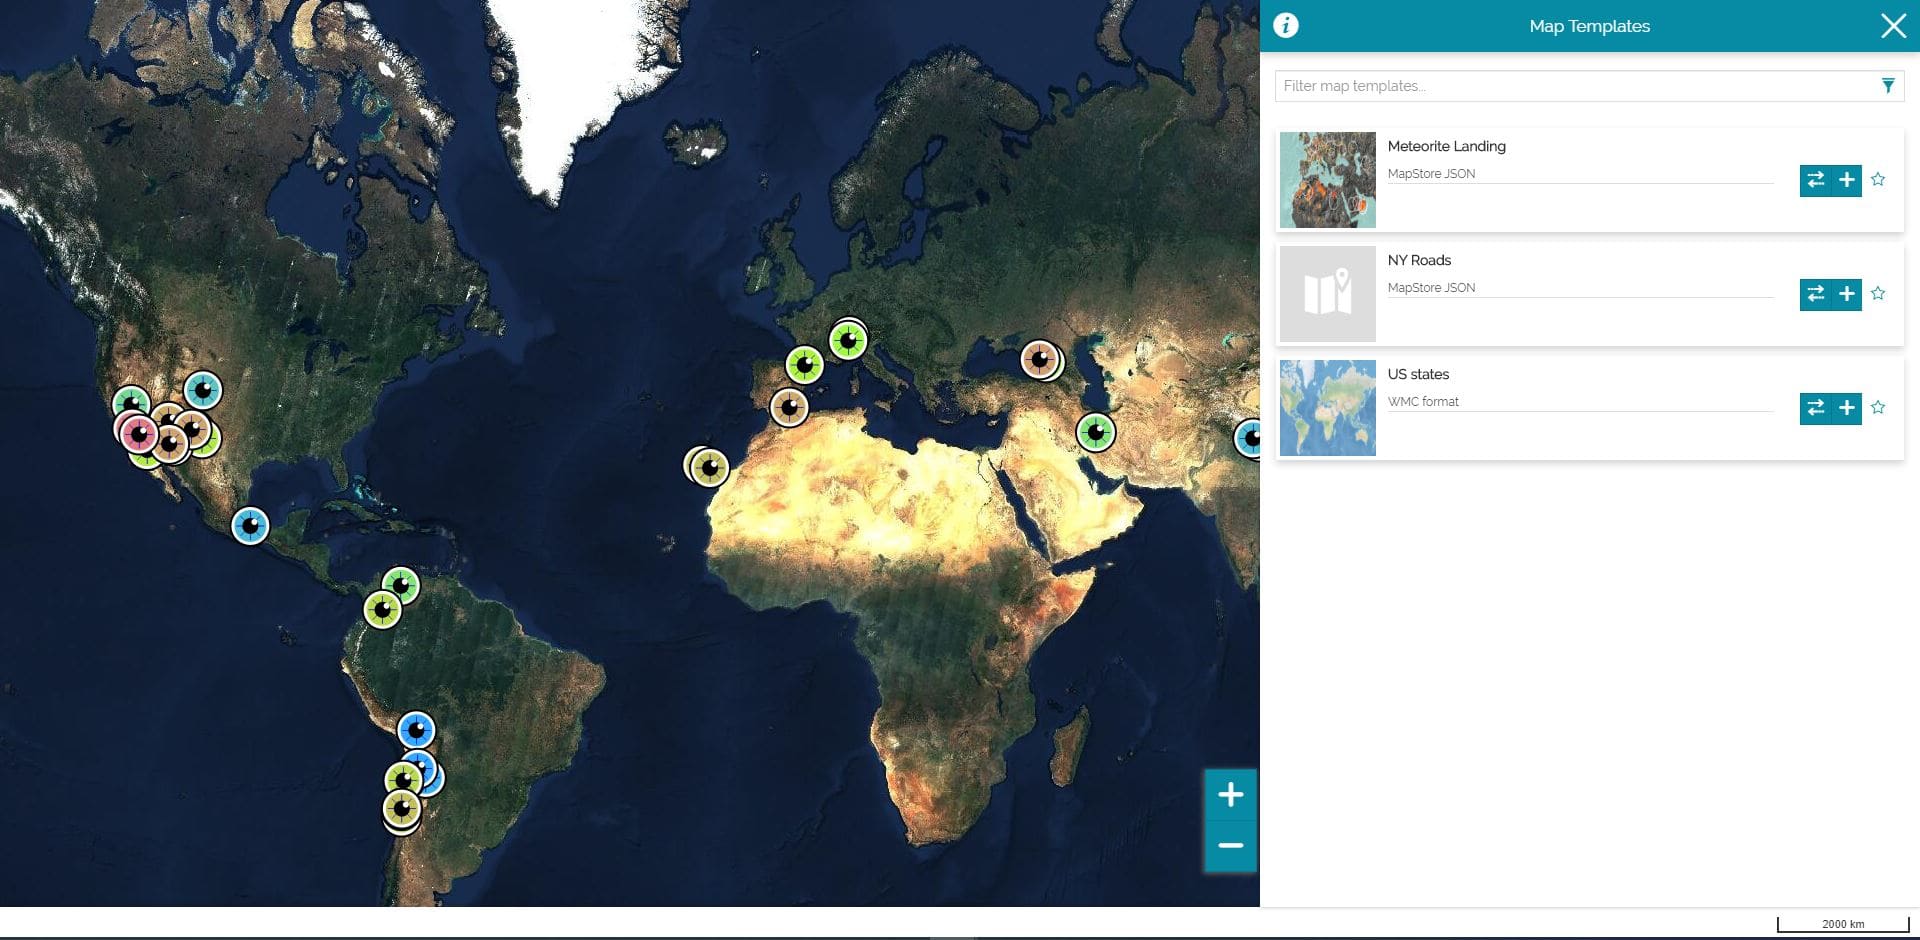 Map Templates
Filter map templates...
Meteorite Landing
MapStore JSON
NY Roads
MapStore JSON
US states
WMC format
2000 km